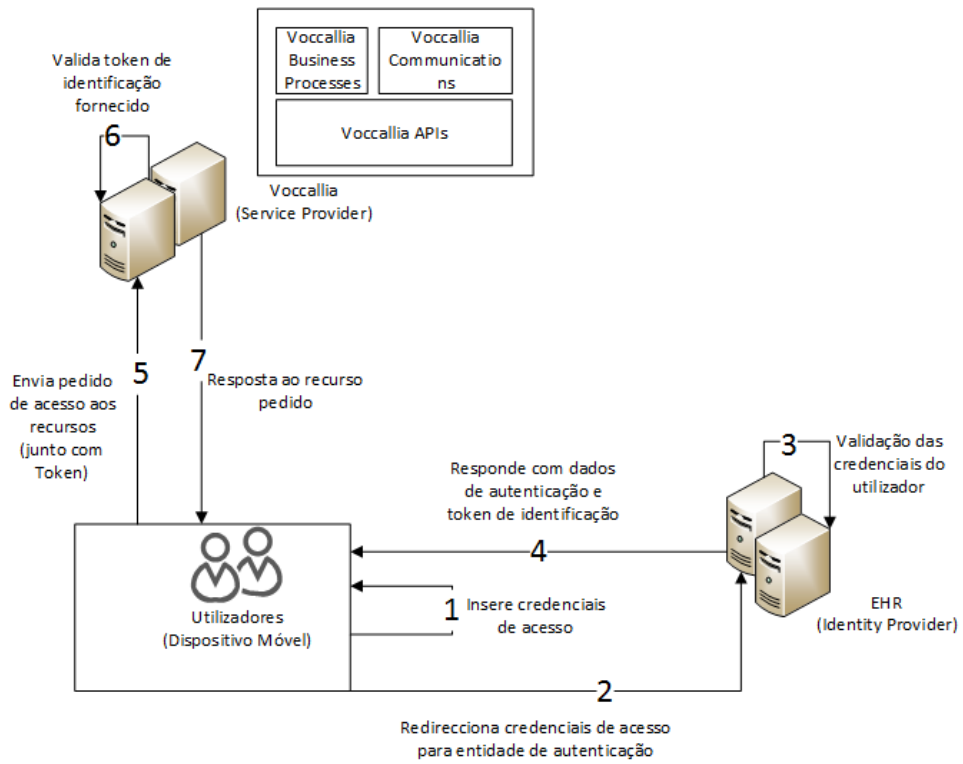 Voccallia
Business
Processes
Voccallia
Communicatio
ns
Voccallia APIs
Voccallia
(Service Provider)
Valida token de
identificação
fornecido
6
5
Envia pedido
de acesso aos
recursos
(junto com
Token)
7
Resposta ao recurso
pedido
3
Validação das
credenciais do
utilizador
Responde com dados
de autenticação e
token de identificação
4
EHR
(Identity Provider)
Utilizadores
(Dispositivo Móvel)
1
Insere credenciais
de acesso
2
Redirecciona credenciais de acesso
para entidade de autenticação